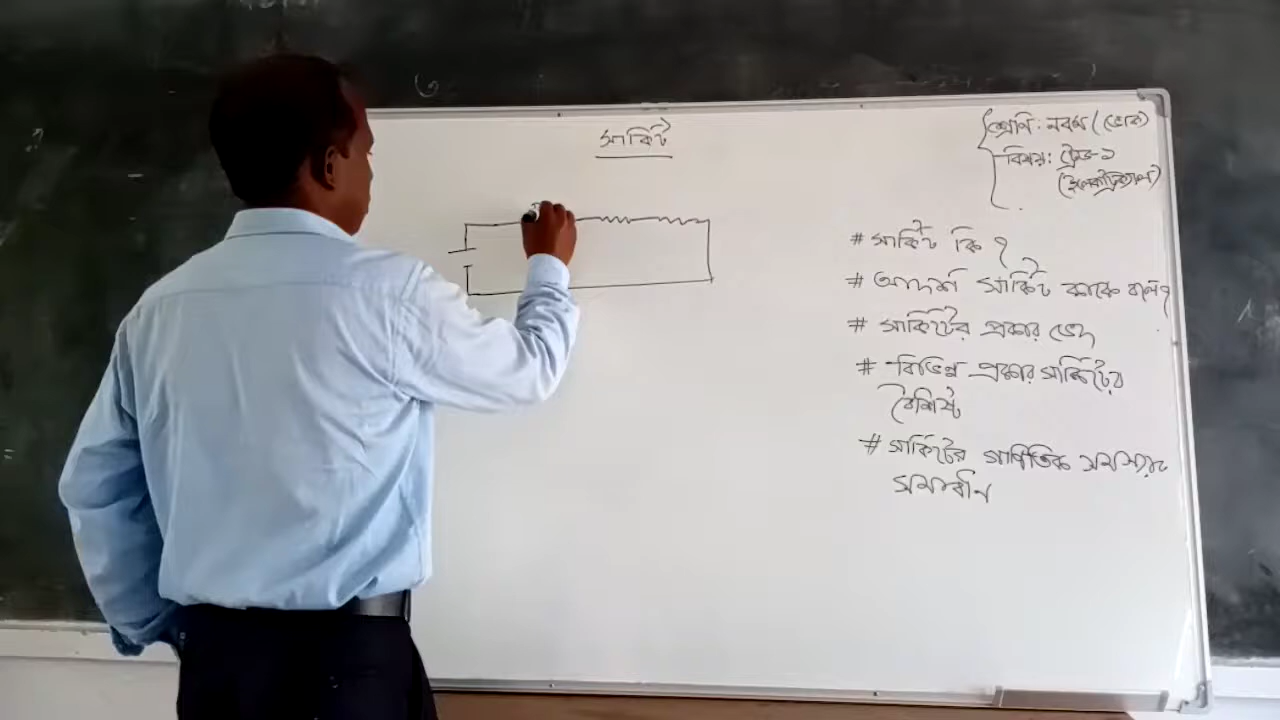 সার্কিট
শ্রেণি: নবম (ভোক)
বিষয়: ট্রেড-১
(ইলেকট্রিক্যাল)
# সার্কিট কি ?
# আদর্শ সার্কিট কাকে বলে?
# সার্কিটের প্রকার ভেদ
# বিভিন্ন প্রকার সার্কিটের
বৈশিষ্ট
# সার্কিটের গাণিতিক সমস্যার
সমাধান